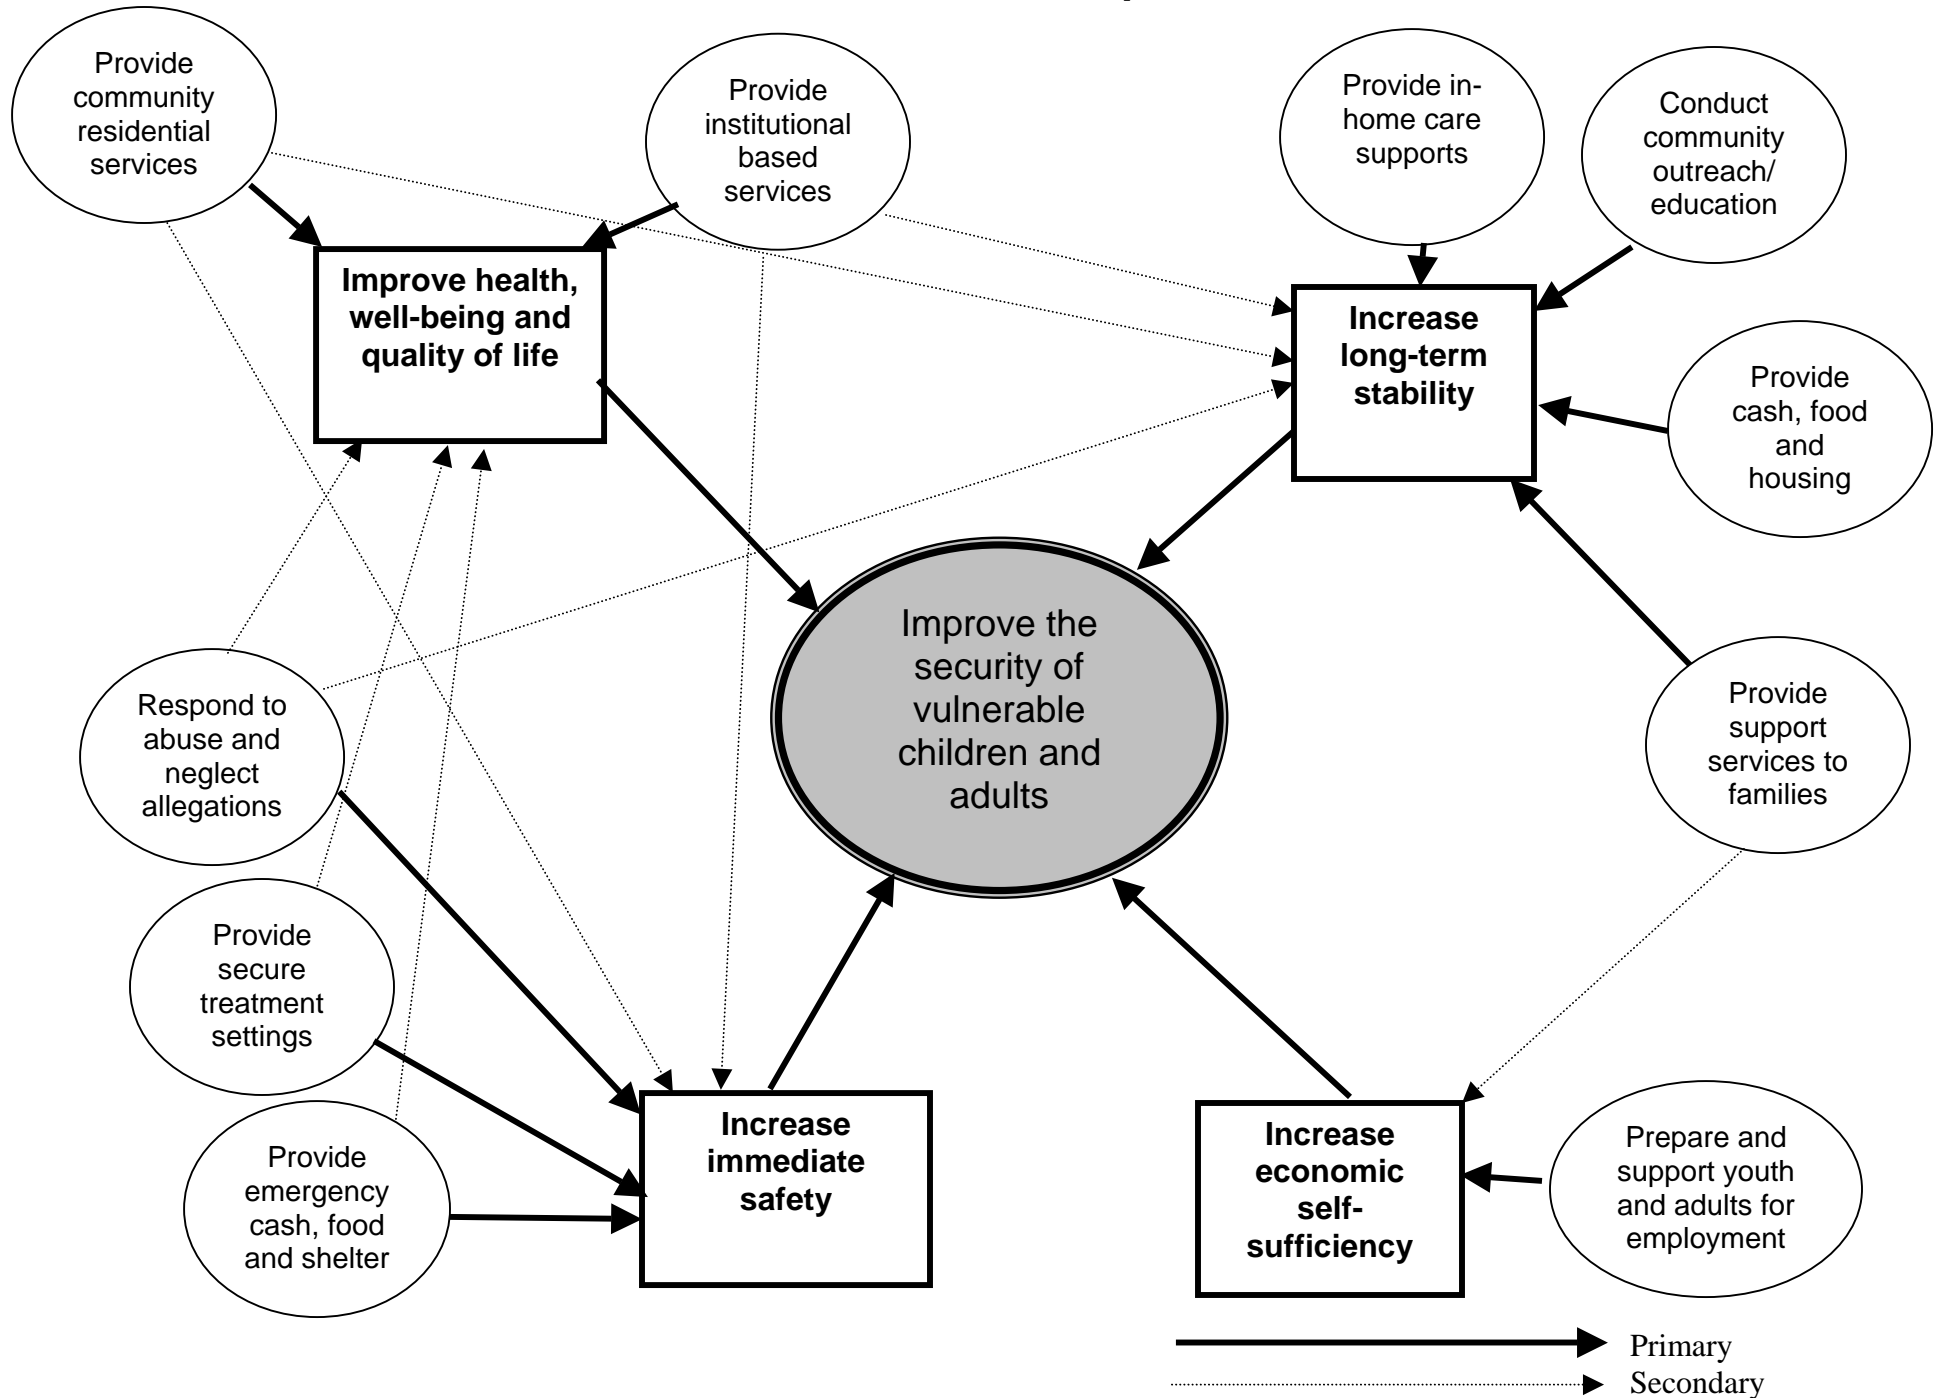 Provide
community
residential
services
Provide
institutional
based
services
Provide in-
home care
supports
Conduct
community
outreach/
education
Improve health,
well-being and
quality of life
Increase
long-term
stability
Provide
cash, food
and
housing
Improve the
security of
vulnerable
children and
adults
Respond to
abuse and
neglect
allegations
Provide
support
services to
families
Provide
secure
treatment
settings
Provide
emergency
cash, food
and shelter
Increase
immediate
safety
Increase
economic
self-
sufficiency
Prepare and
support youth
and adults for
employment
Primary
Secondary